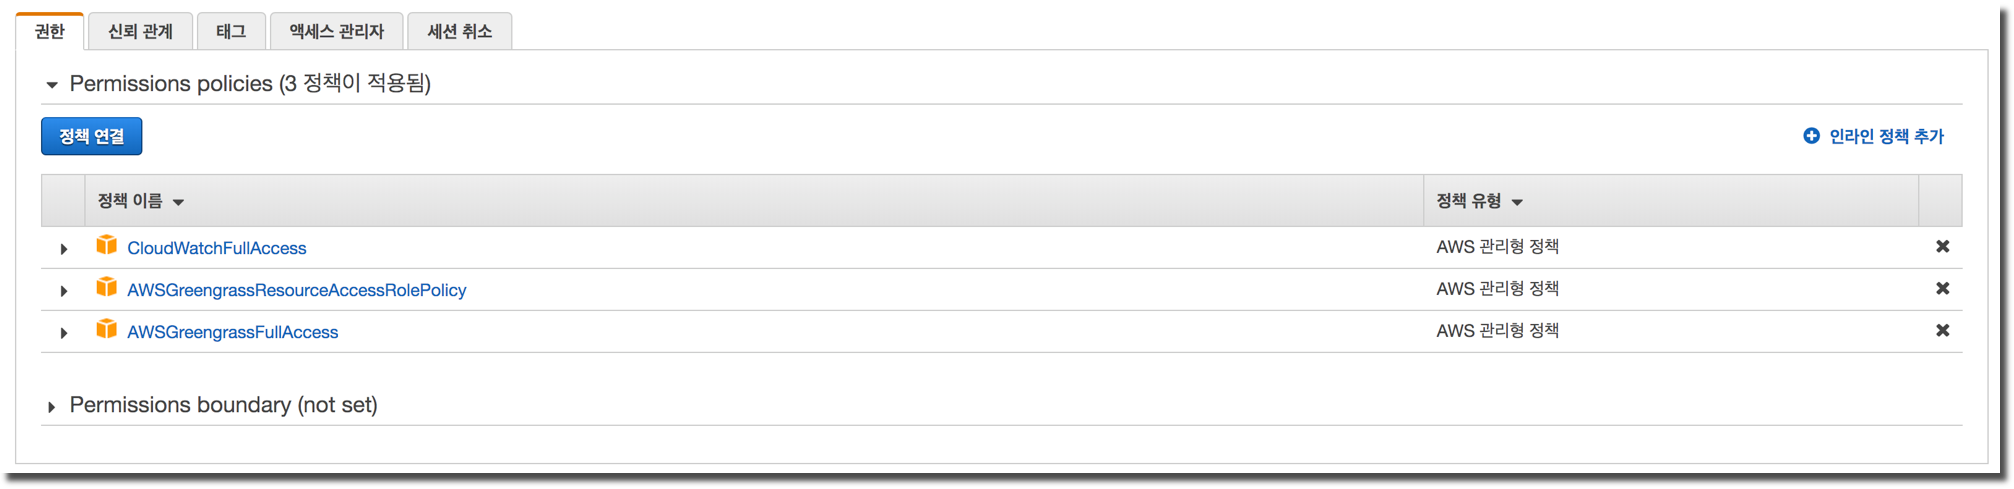 권한 신뢰 관계 태그 액세스 관리자 세션 취소
Permissions policies (3 정책이 적용됨)
정책 연결 인라인 정책 추가
정책 이름 정책 유형
CloudWatchFullAccess AWS 관리형 정책
AWSGreengrassResourceAccessRolePolicy AWS 관리형 정책
AWSGreengrassFullAccess AWS 관리형 정책
Permissions boundary (not set)